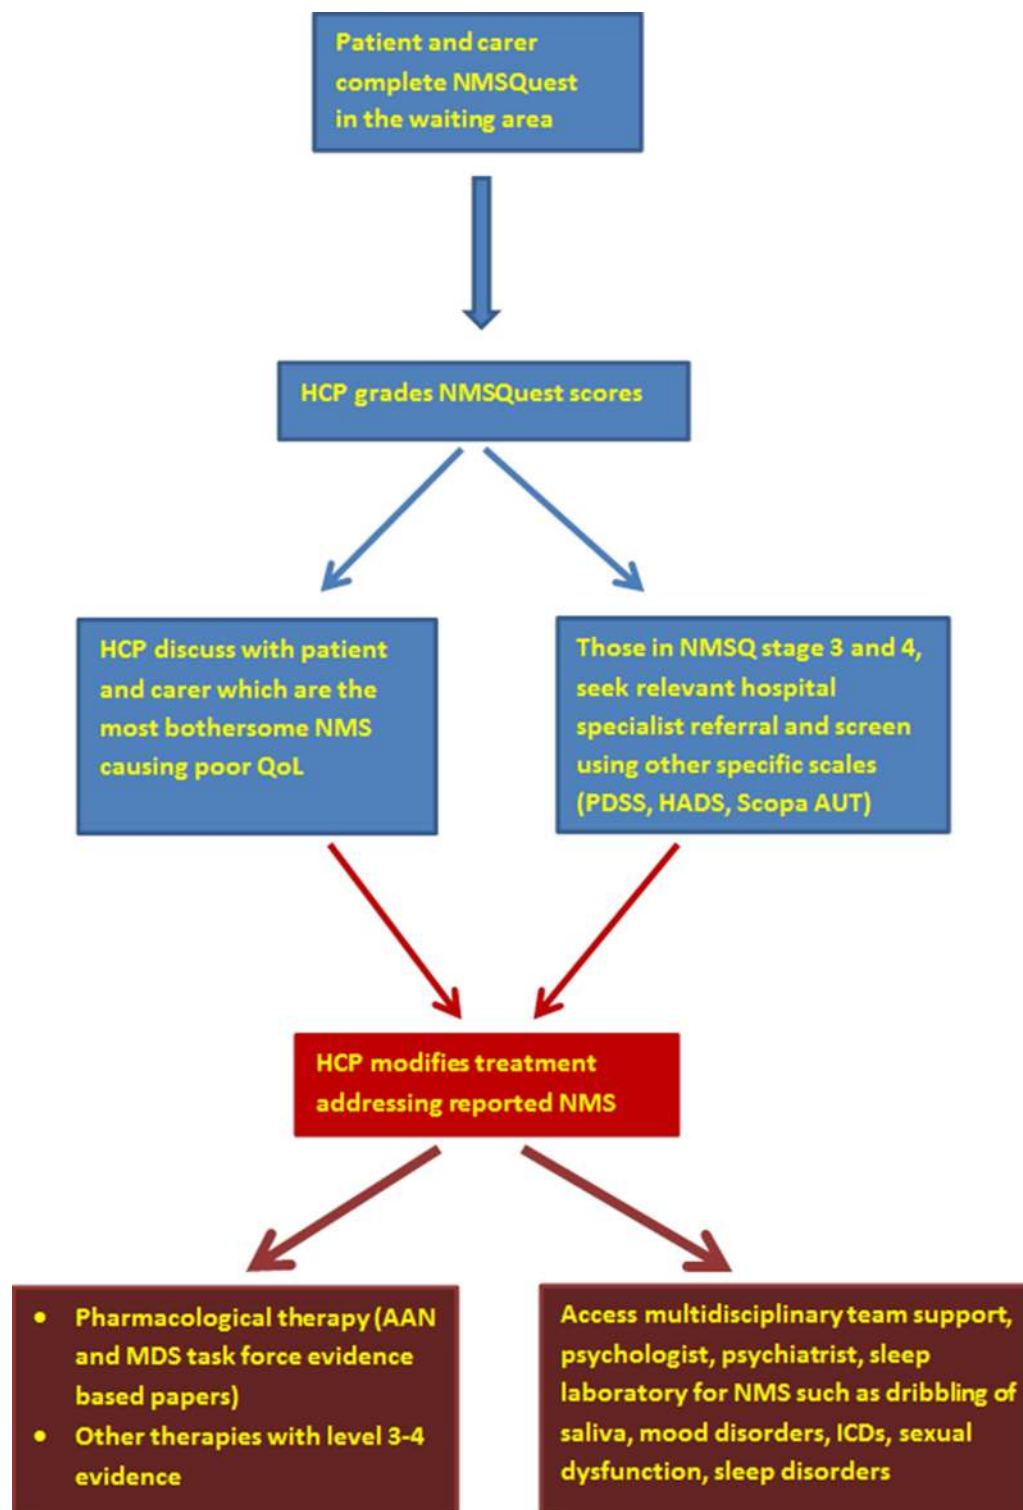 Patient and carer
complete NMSQuest
in the waiting area
HCP grades NMSQuest scores
HCP discuss with patient
and carer which are the
most bothersome NMS
causing poor QoL
Those in NMSQ stage 3 and 4,
seek relevant hospital
specialist referral and screen
using other specific scales
(PDSS, HADS, Scopa AUT)
HCP modifies treatment
addressing reported NMS
• Pharmacological therapy (AAN
and MDS task force evidence
based papers)
• Other therapies with level 3-4
evidence
Access multidisciplinary team support,
psychologist, psychiatrist, sleep
laboratory for NMS such as dribbling of
saliva, mood disorders, ICDs, sexual
dysfunction, sleep disorders